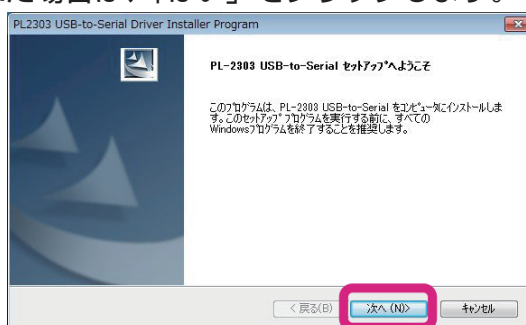 場合は、「はい」をクリックします。
PL2303 USB-to-Serial Driver Installer Program
PL-2303 USB-to-Serial ｾｯﾄｱｯﾌﾟへようこそ
このﾌﾟﾛｸﾞﾗﾑは、PL-2303 USB-to-Serial をｺﾝﾋﾟｭｰﾀにインストールしま
す。このｾｯﾄｱｯﾌﾟ ﾌﾟﾛｸﾞﾗﾑを実行する前に、すべての
Windowsﾌﾟﾛｸﾞﾗﾑを終了することを推奨します。
< 戻る(B)
次へ (N)>
ｷｬﾝｾﾙ